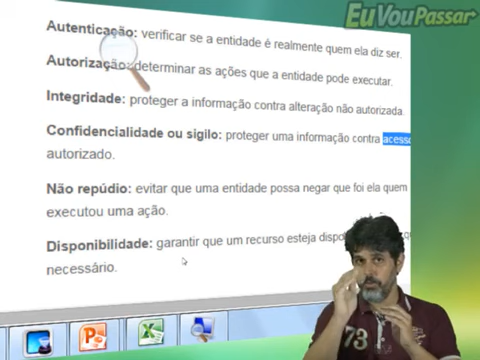 EuVouPassar
Autenticação: verificar se a entidade é realmente quem ela diz ser.
Autorização: determinar as ações que a entidade pode executar.
Integridade: proteger a informação contra alteração não autorizada.
Confidencialidade ou sigilo: proteger uma informação contra acesso
autorizado.
Não repúdio: evitar que uma entidade possa negar que foi ela quem
executou uma ação.
Disponibilidade: garantir que um recurso esteja
necessário.
73